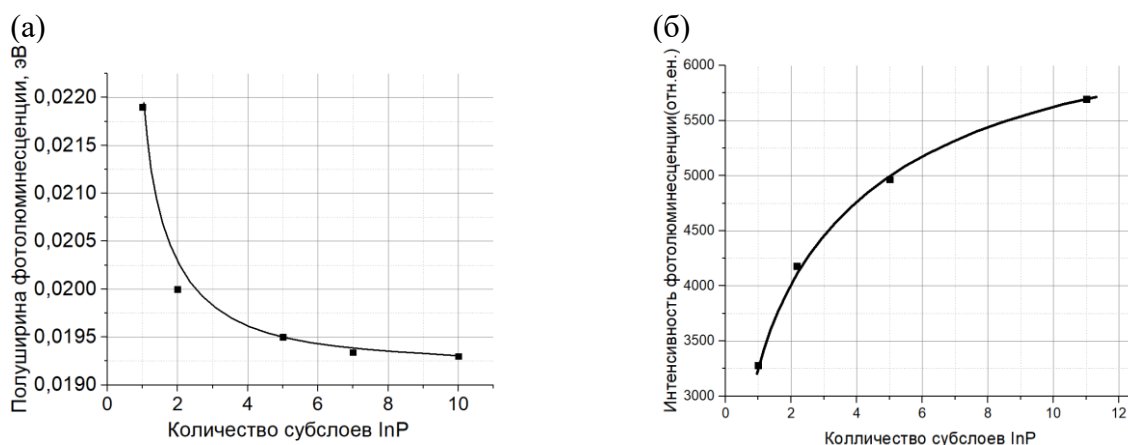 (а)
Полуширина фотолюминесценции, эВ
0,0220
0,0215
0,0210
0,0205
0,0200
0,0195
0,0190
0 2 4 6 8 10
Количество субслоев InP
(б)
Интенсивность фотолюминесценции(отн.ен.)
6000
5500
5000
4500
4000
3500
3000
0 2 4 6 8 10 12
Колличество субслоев InP